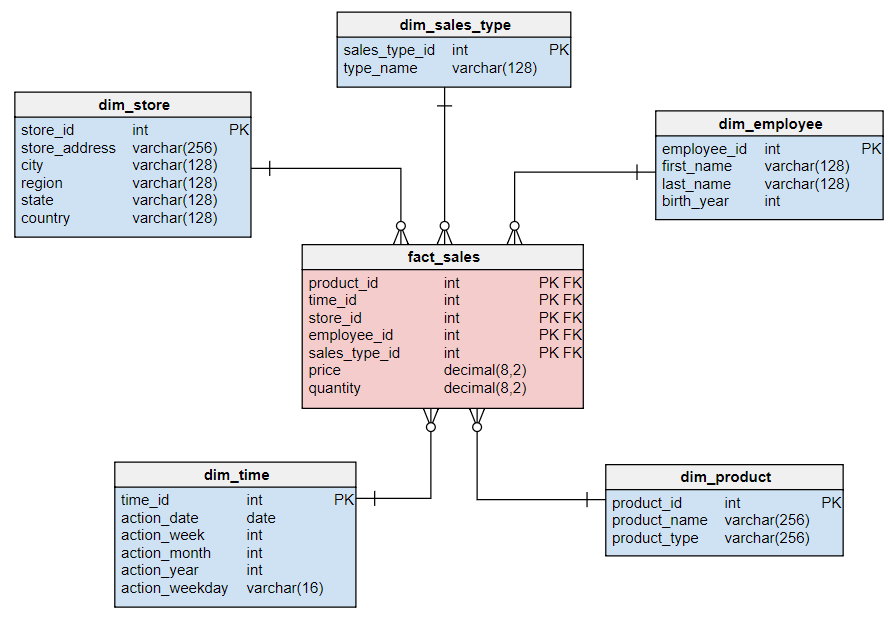 dim_sales_type
sales_type_id int PK
type_name varchar(128)
dim_store
store_id int PK
store_address varchar(256)
city varchar(128)
region varchar(128)
state varchar(128)
country varchar(128)
dim_employee
employee_id int PK
first_name varchar(128)
last_name varchar(128)
birth_year int
fact_sales
product_id int PK FK
time_id int PK FK
store_id int PK FK
employee_id int PK FK
sales_type_id int PK FK
price decimal(8,2)
quantity decimal(8,2)
dim_time
time_id int PK
action_date date
action_week int
action_month int
action_year int
action_weekday varchar(16)
dim_product
product_id int PK
product_name varchar(256)
product_type varchar(256)